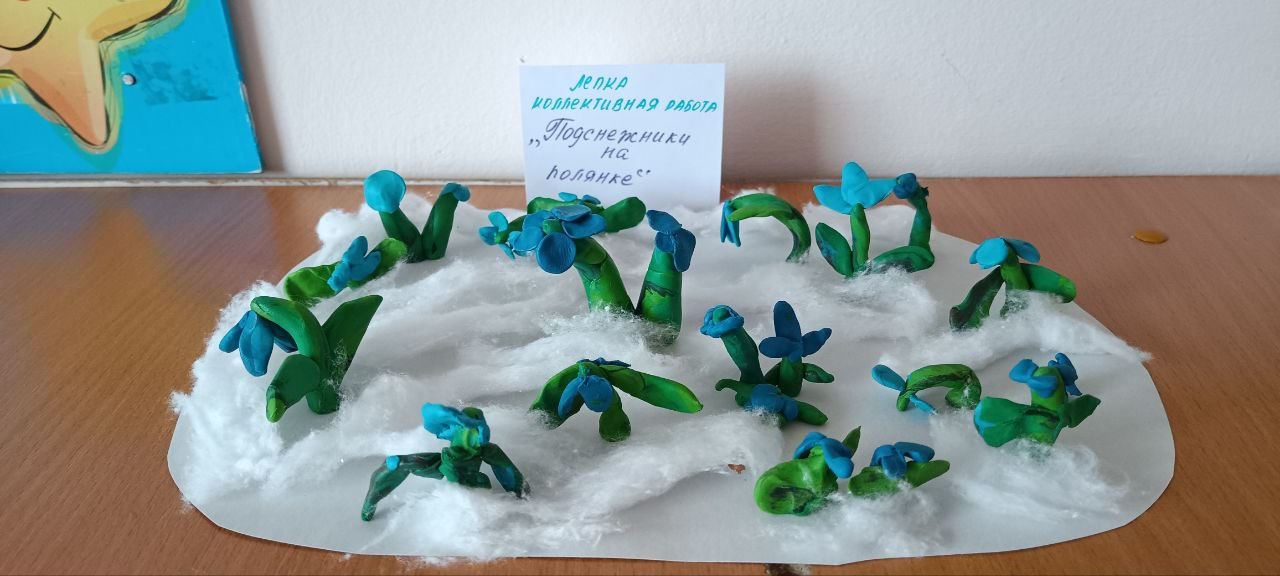 Лепка
коллективная работа
„Подснежники
на
полянке“